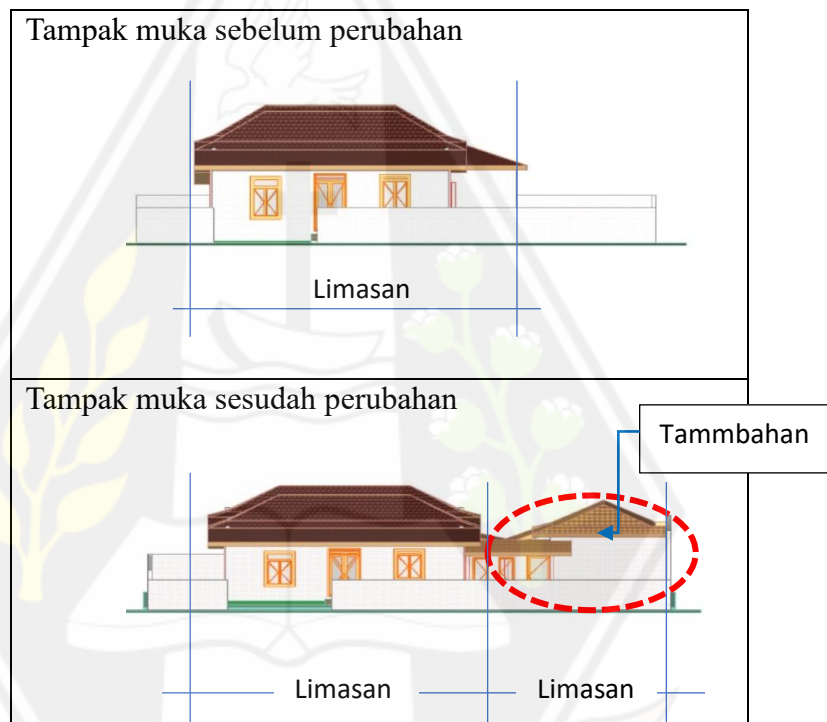 Tampak muka sebelum perubahan
Limasan
Tampak muka sesudah perubahan
Tammbahan
Limasan
Limasan